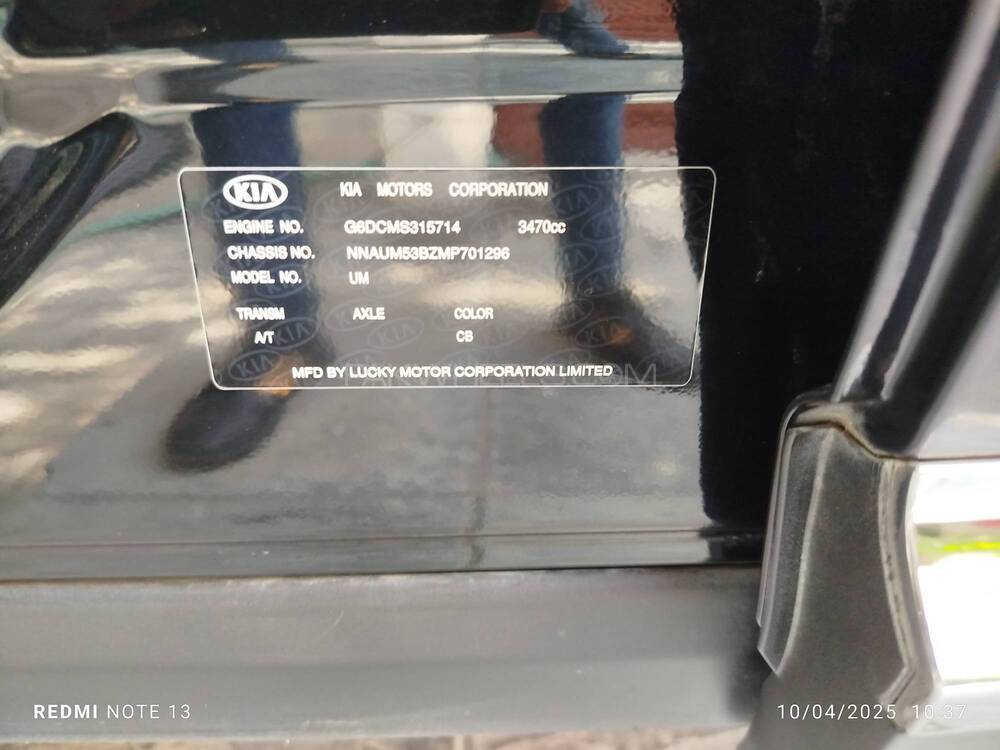 KIA KIA MOTORS CORPORATION
ENGINE NO. G6DCMS315714 3470cc
CHASSIS NO. NNAUM53BZMP701296
MODEL NO. UM
TRANSM AXLE COLOR
A/T CB
MFD BY LUCKY MOTOR CORPORATION LIMITED
REDMI NOTE 13 10/04/2025 10:37